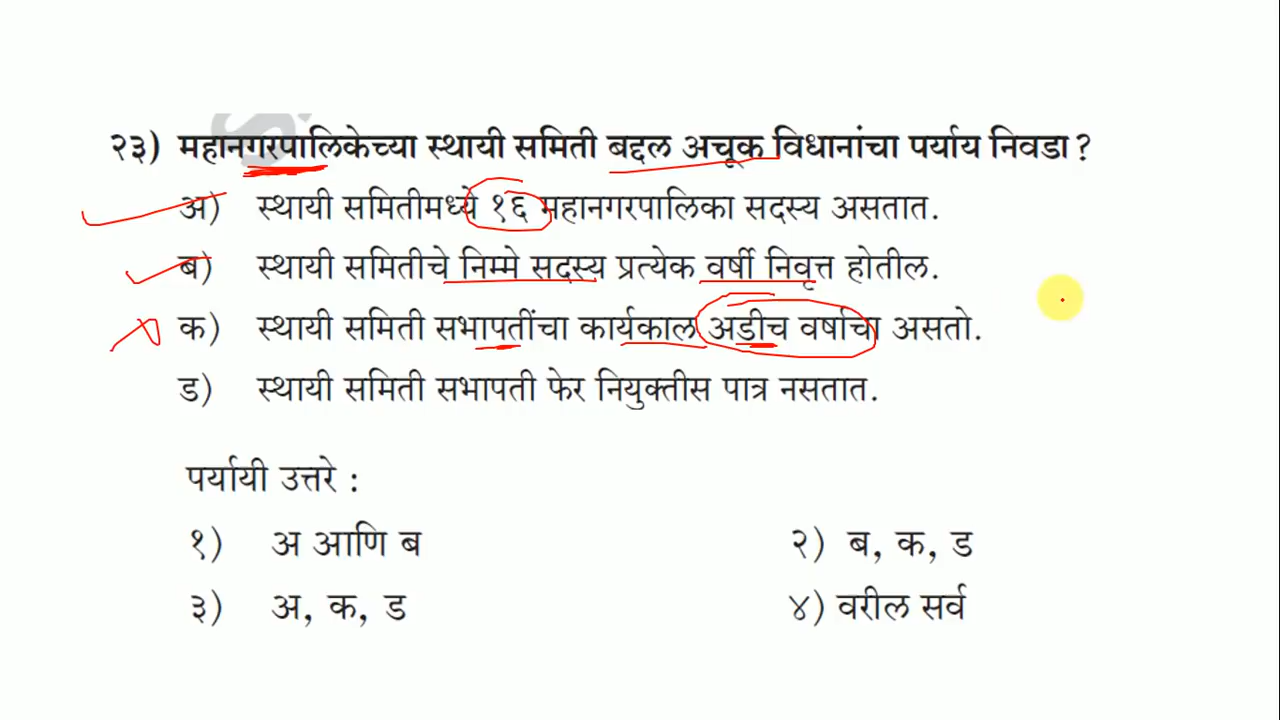 २३) महानगरपालिकेच्या स्थायी समिती बद्दल अचूक विधानांचा पर्याय निवडा ?
अ) स्थायी समितीमध्ये १६ महानगरपालिका सदस्य असतात.
ब) स्थायी समितीचे निम्मे सदस्य प्रत्येक वर्षी निवृत्त होतील.
क) स्थायी समिती सभापतींचा कार्यकाल अडीच वर्षाचा असतो.
ड) स्थायी समिती सभापती फेर नियुक्तीस पात्र नसतात.
पर्यायी उत्तरे :
१) अ आणि ब २) ब, क, ड
३) अ, क, ड ४) वरील सर्व